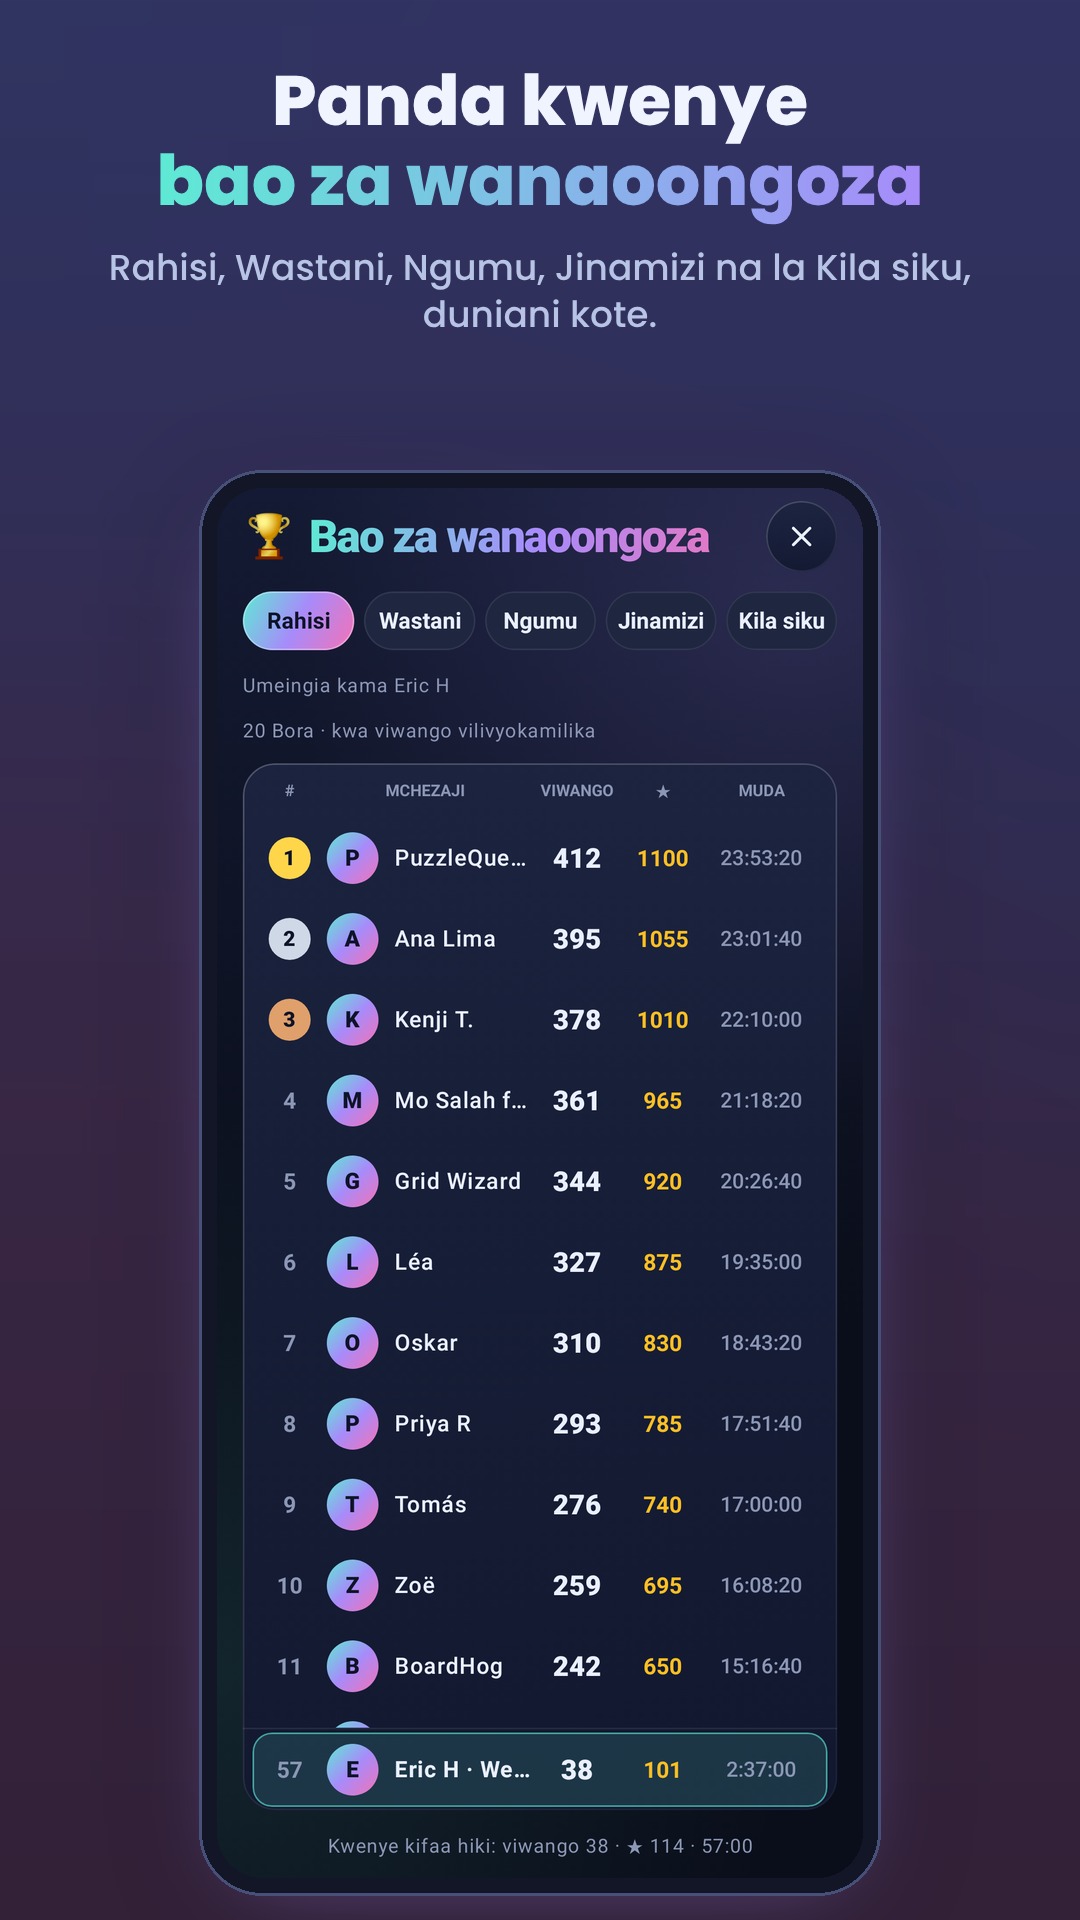 Panda kwenye
bao za wanaoongoza
Rahisi, Wastani, Ngumu, Jinamizi na la Kila siku,
duniani kote.
🏆 Bao za wanaoongoza ✕
Rahisi Wastani Ngumu Jinamizi Kila siku
Umeingia kama Eric H
20 Bora · kwa viwango vilivyokamilika
# MCHEZAJI VIWANGO ★ MUDA
1 P PuzzleQue... 412 1100 23:53:20
2 A Ana Lima 395 1055 23:01:40
3 K Kenji T. 378 1010 22:10:00
4 M Mo Salah f... 361 965 21:18:20
5 G Grid Wizard 344 920 20:26:40
6 L Léa 327 875 19:35:00
7 O Oskar 310 830 18:43:20
8 P Priya R 293 785 17:51:40
9 T Tomás 276 740 17:00:00
10 Z Zoë 259 695 16:08:20
11 B BoardHog 242 650 15:16:40
57 E Eric H · We... 38 101 2:37:00
Kwenye kifaa hiki: viwango 38 · ★ 114 · 57:00